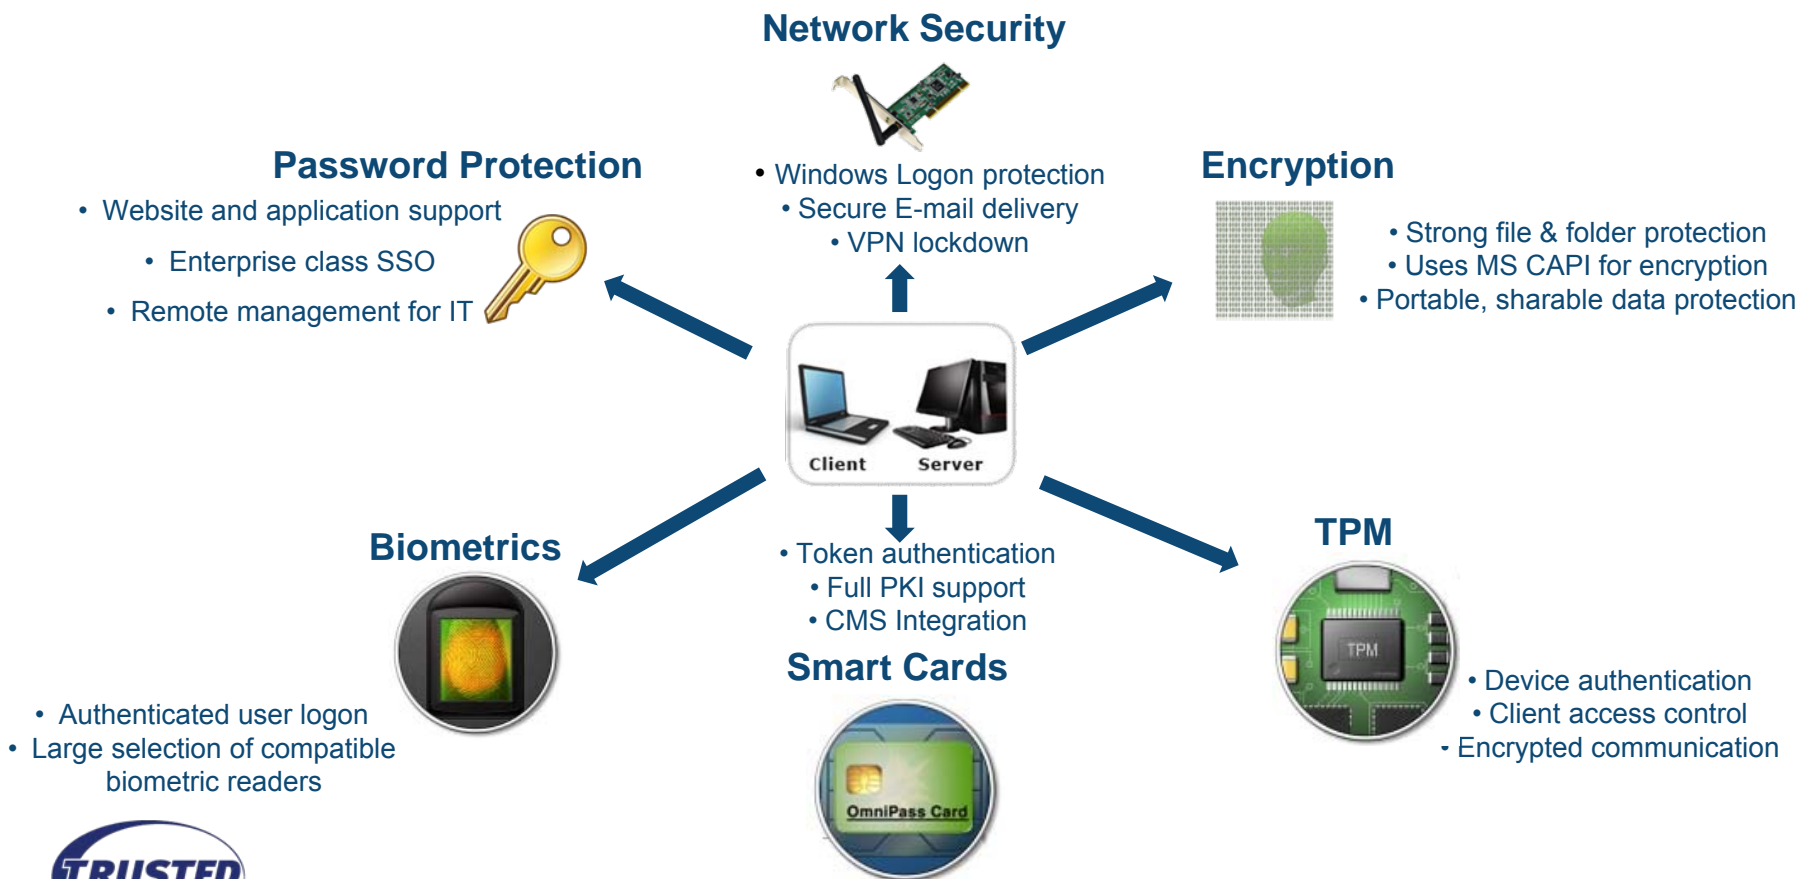 Network Security
• Windows Logon protection
• Secure E-mail delivery
• VPN lockdown
Password Protection
• Website and application support
• Enterprise class SSO
• Remote management for IT
Encryption
• Strong file & folder protection
• Uses MS CAPI for encryption
• Portable, sharable data protection
Client Server
Biometrics
• Authenticated user logon
• Large selection of compatible
biometric readers
• Token authentication
• Full PKI support
• CMS Integration
Smart Cards
OmniPass Card
TPM
TPM
• Device authentication
• Client access control
• Encrypted communication
TRUSTED